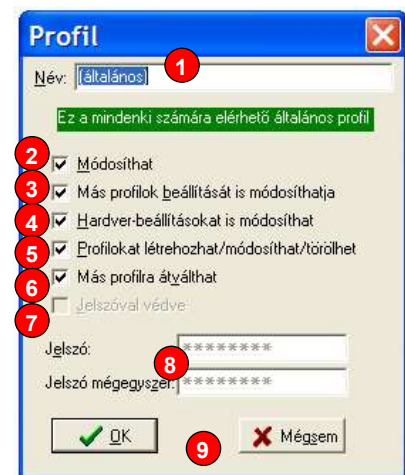 Profil
Név: (általános) 1
Ez a mindenki számára elérhető általános profil
2 Módosíthat
3 Más profilok beállítását is módosíthatja
4 Hardver-beállításokat is módosíthat
5 Profilokat létrehozhat/módosíthat/törölhet
6 Más profilra átválthat
7 Jelszóval védve
Jelszó: ********
8
Jelszó mégegyszer: ********
OK 9 Mégsem